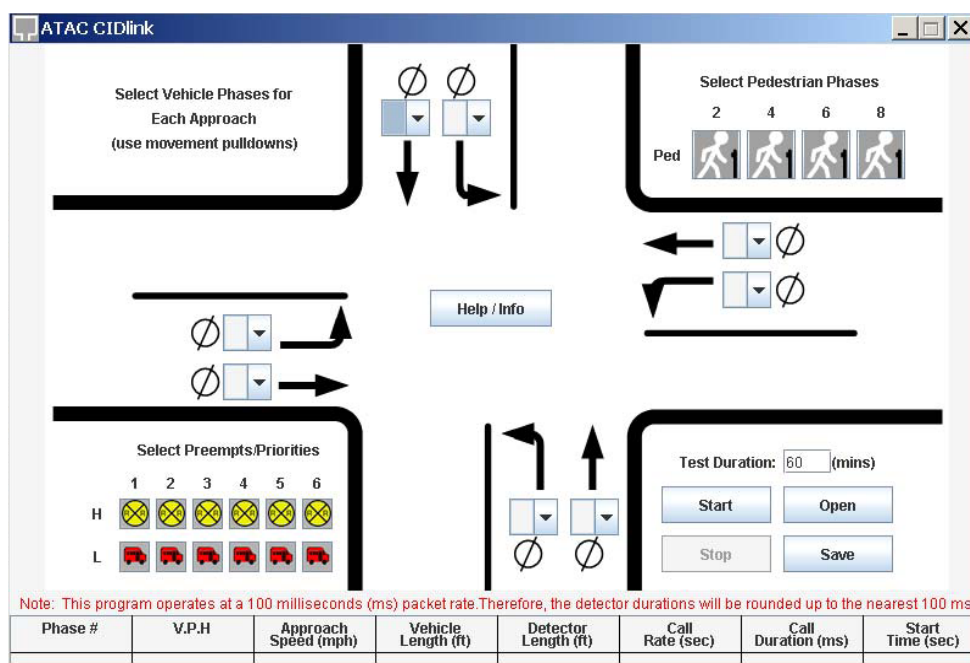 ATAC CIDlink
Select Vehicle Phases for
Each Approach
(use movement pulldowns)
Select Pedestrian Phases
2 4 6 8
Ped 1 1 1 1
Help / Info
Select Preempts/Priorities
1 2 3 4 5 6
H R R R R R R R R R R R R
L
Test Duration: 60 (mins)
Start Open
Stop Save
Note: This program operates at a 100 milliseconds (ms) packet rate.Therefore, the detector durations will be rounded up to the nearest 100 ms
Phase # V.P.H Approach Speed (mph) Vehicle Length (ft) Detector Length (ft) Call Rate (sec) Call Duration (ms) Start Time (sec)